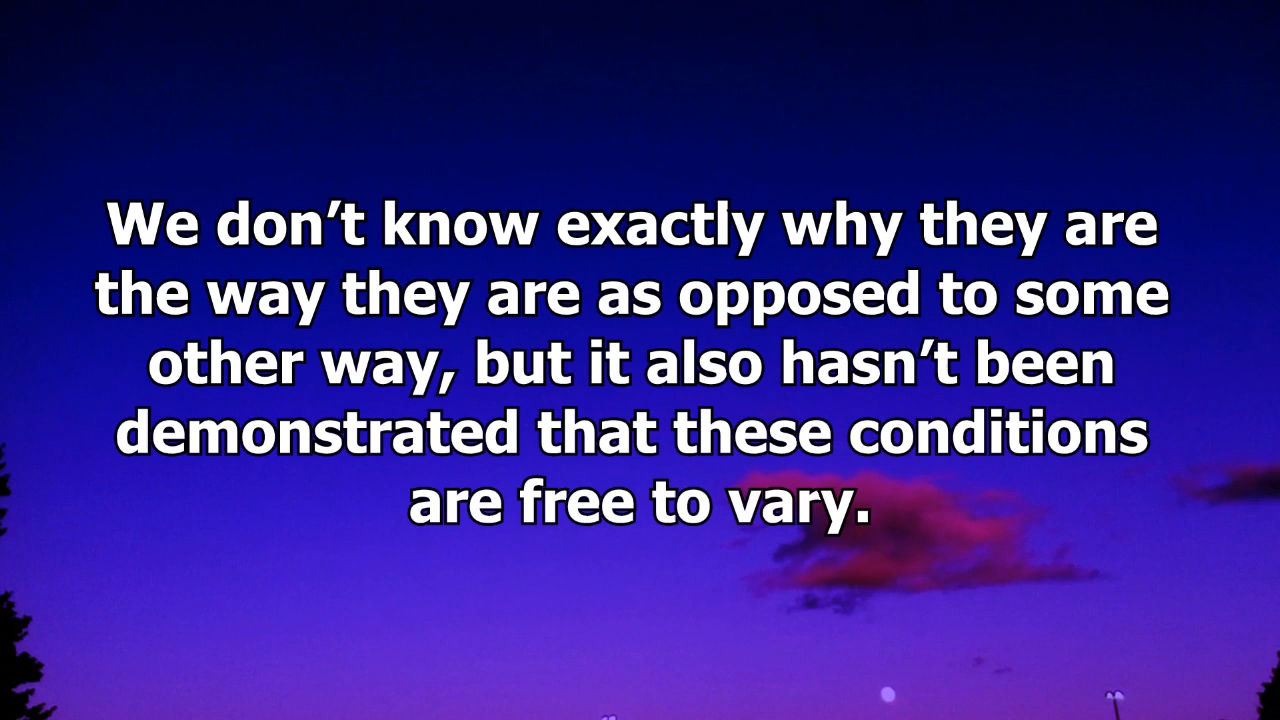 We don’t know exactly why they are
the way they are as opposed to some
other way, but it also hasn’t been
demonstrated that these conditions
are free to vary.